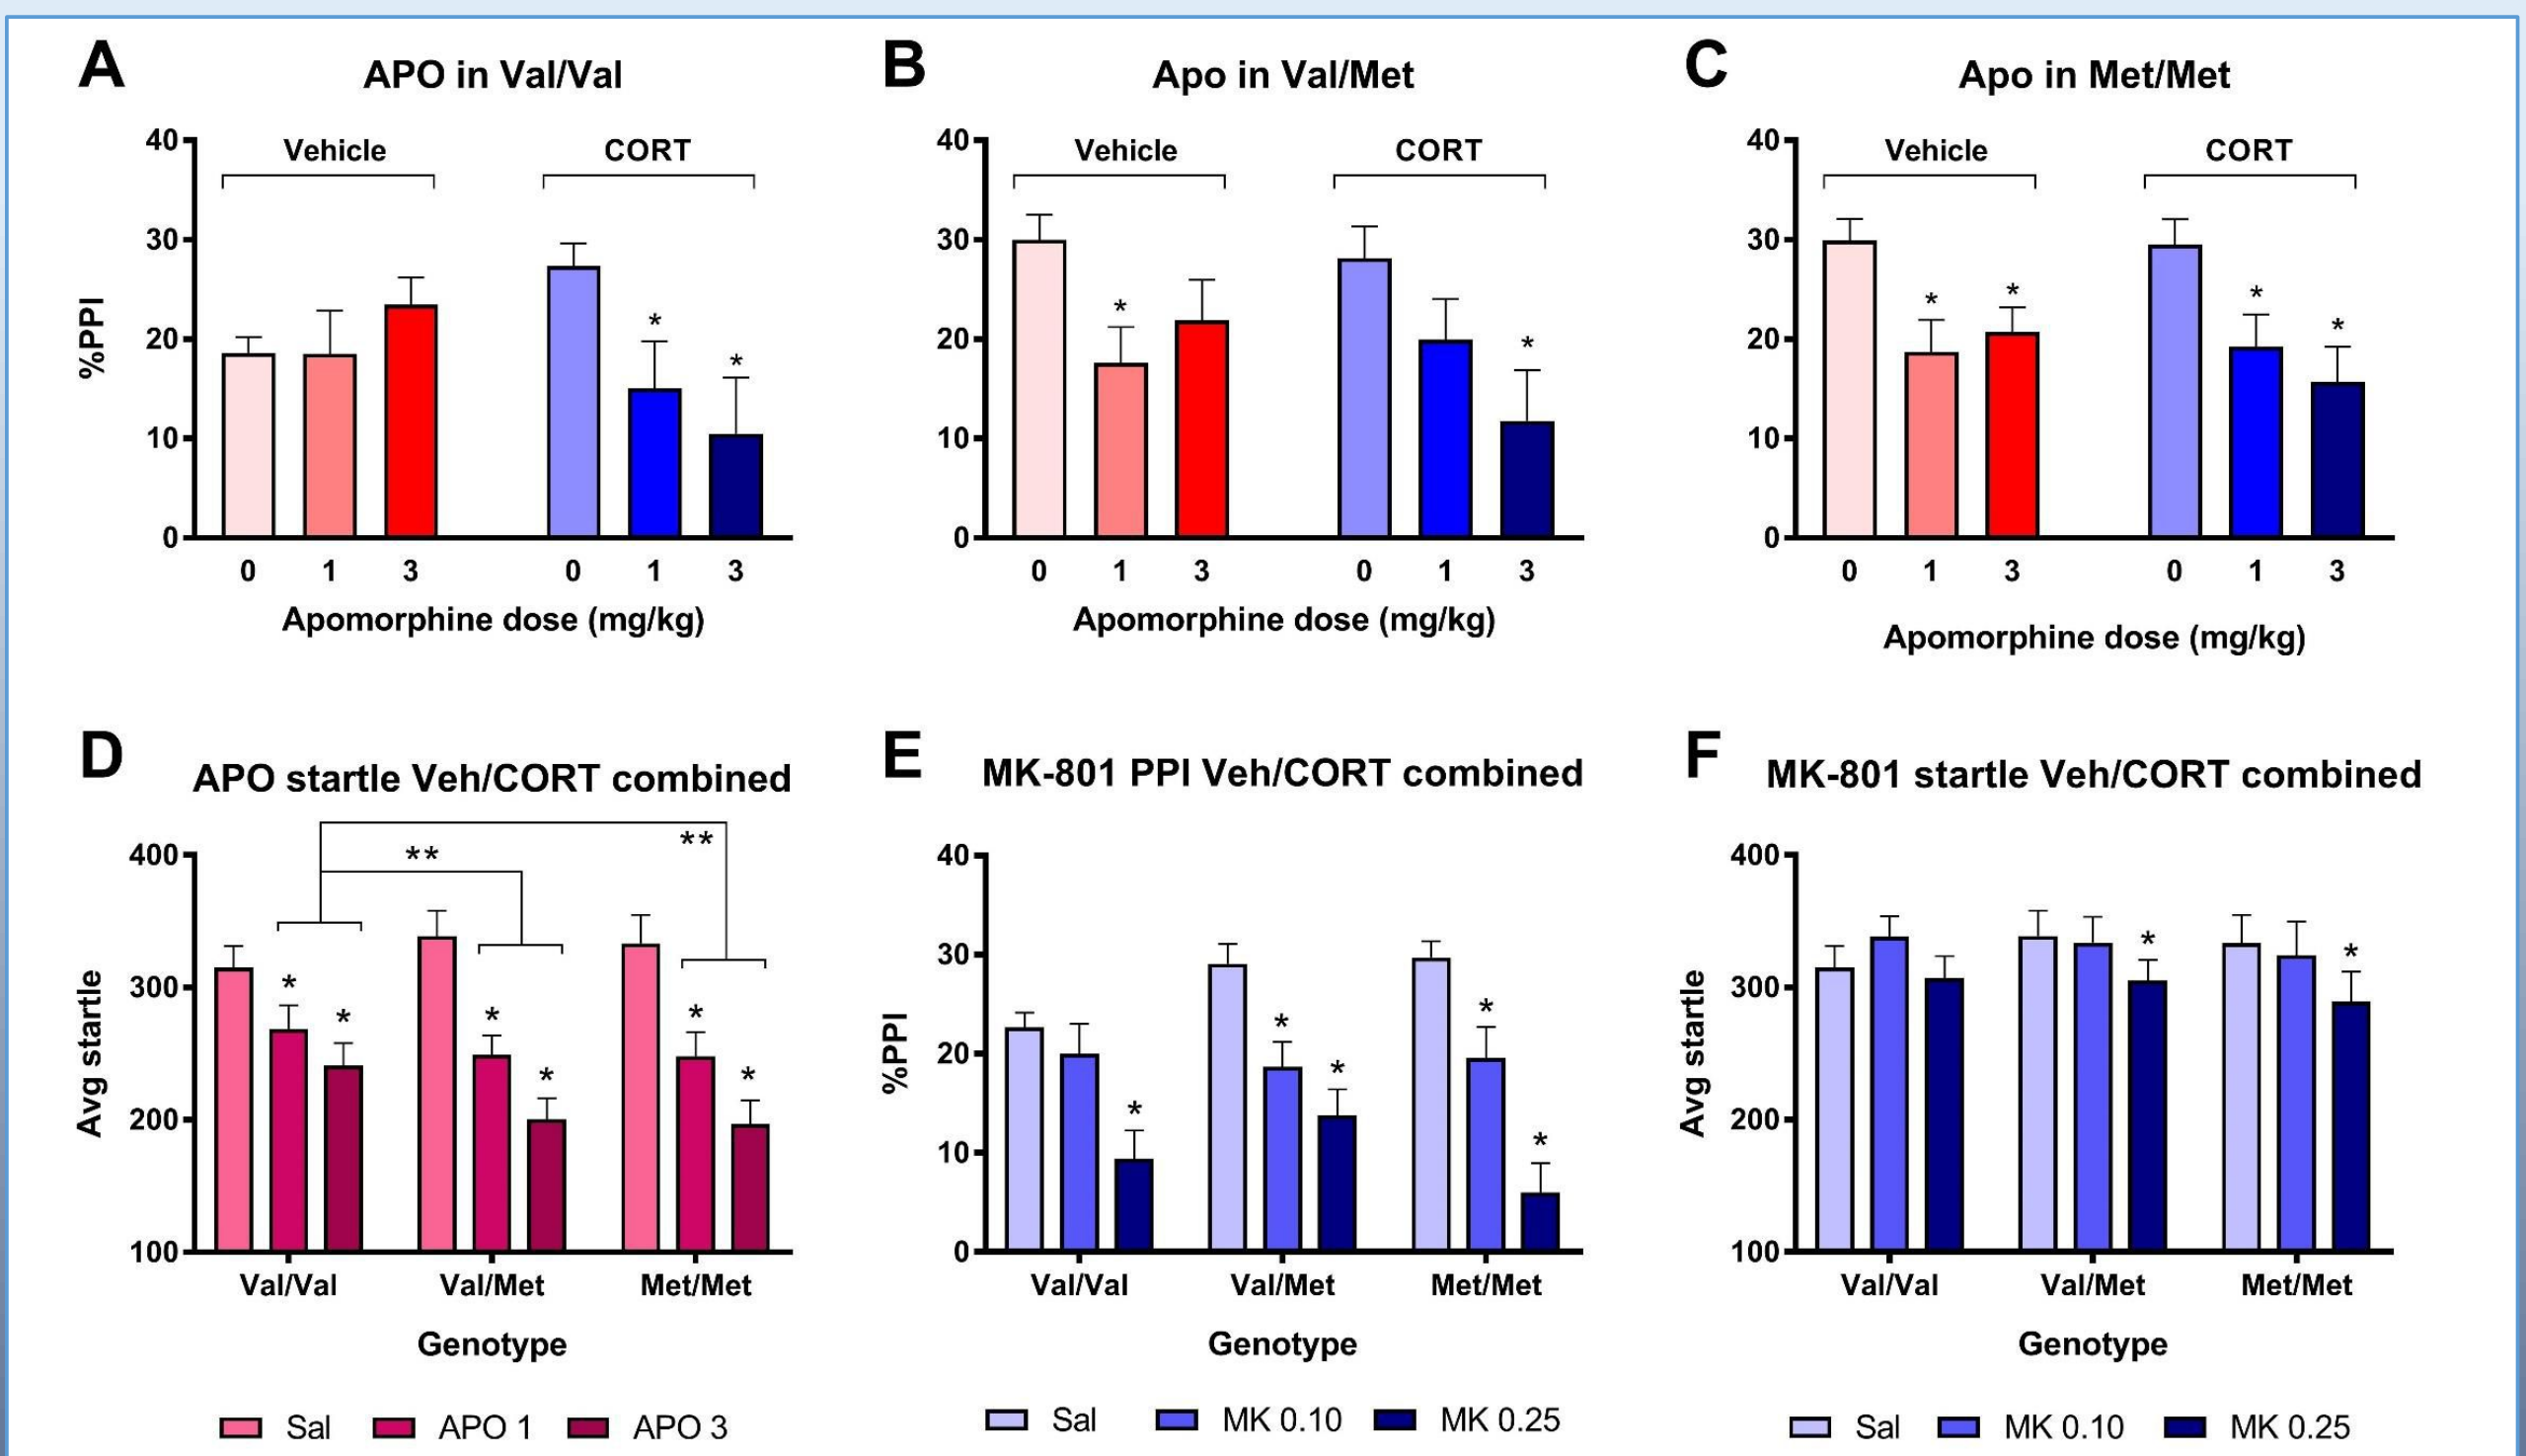 A
APO in Val/Val
40
30
20
10
0
%PPI
Vehicle
CORT
*
*
0 1 3 0 1 3
Apomorphine dose (mg/kg)
B
Apo in Val/Met
40
30
20
10
0
Vehicle
CORT
*
*
0 1 3 0 1 3
Apomorphine dose (mg/kg)
C
Apo in Met/Met
40
30
20
10
0
Vehicle
CORT
* *
*
*
0 1 3 0 1 3
Apomorphine dose (mg/kg)
D
APO startle Veh/CORT combined
400
300
200
100
Avg startle
**
**
* *
* *
* *
Val/Val Val/Met Met/Met
Genotype
Sal APO 1 APO 3
E
MK-801 PPI Veh/CORT combined
40
30
20
10
0
%PPI
*
* *
* *
Val/Val Val/Met Met/Met
Genotype
Sal MK 0.10 MK 0.25
F
MK-801 startle Veh/CORT combined
400
300
200
100
Avg startle
*
*
Val/Val Val/Met Met/Met
Genotype
Sal MK 0.10 MK 0.25